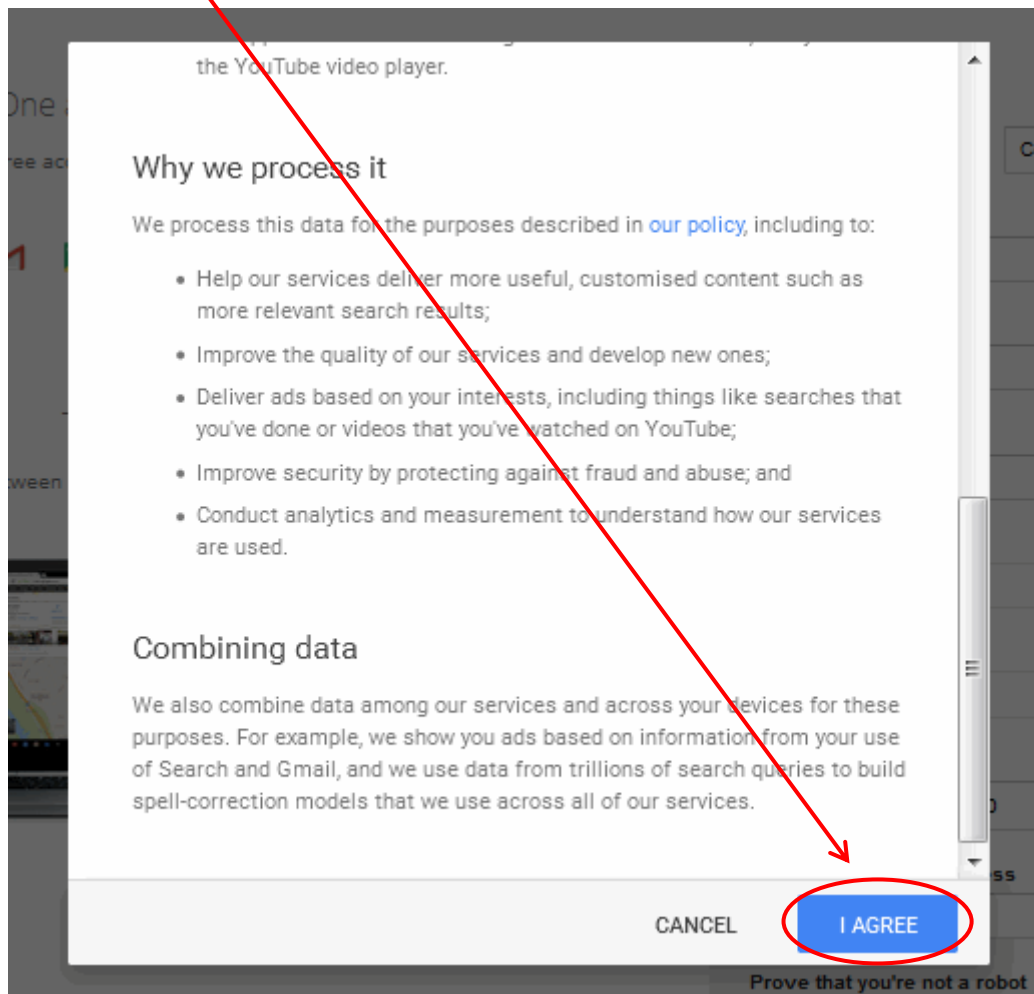 the YouTube video player.
One
ree acc
C
Why we process it
We process this data for the purposes described in our policy, including to:
• Help our services deliver more useful, customised content such as
more relevant search results;
• Improve the quality of our services and develop new ones;
• Deliver ads based on your interests, including things like searches that
you've done or videos that you've watched on YouTube;
tween
• Improve security by protecting against fraud and abuse; and
• Conduct analytics and measurement to understand how our services
are used.
Combining data
We also combine data among our services and across your devices for these
purposes. For example, we show you ads based on information from your use
of Search and Gmail, and we use data from trillions of search queries to build
spell-correction models that we use across all of our services.
ss
CANCEL
I AGREE
Prove that you're not a robot